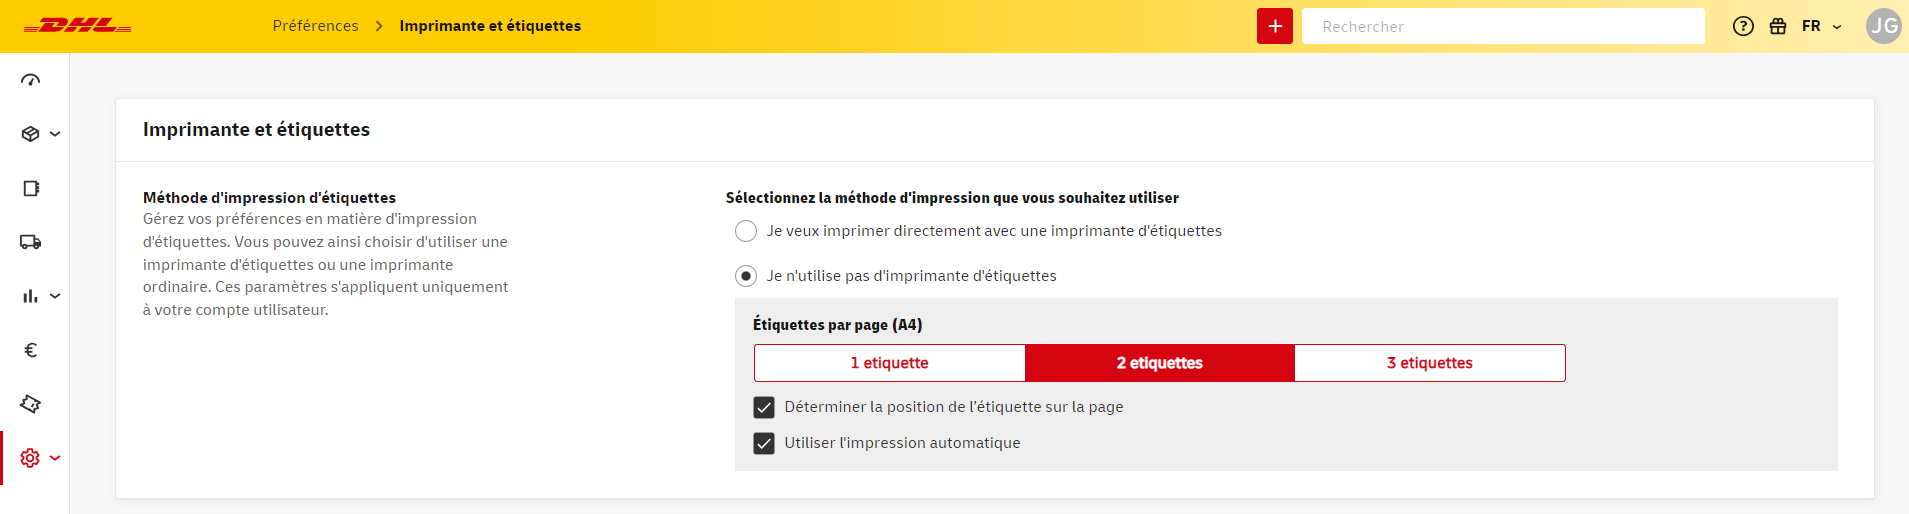 DHL
Préférences > Imprimante et étiquettes
+
Rechercher
?
FR
JG
Imprimante et étiquettes
Méthode d'impression d'étiquettes
Gérez vos préférences en matière d'impression
d'étiquettes. Vous pouvez ainsi choisir d'utiliser une
imprimante d'étiquettes ou une imprimante
ordinaire. Ces paramètres s'appliquent uniquement
à votre compte utilisateur.
Sélectionnez la méthode d'impression que vous souhaitez utiliser
Je veux imprimer directement avec une imprimante d'étiquettes
Je n'utilise pas d'imprimante d'étiquettes
Étiquettes par page (A4)
1 etiquette
2 etiquettes
3 etiquettes
Déterminer la position de l’étiquette sur la page
Utiliser l'impression automatique
€